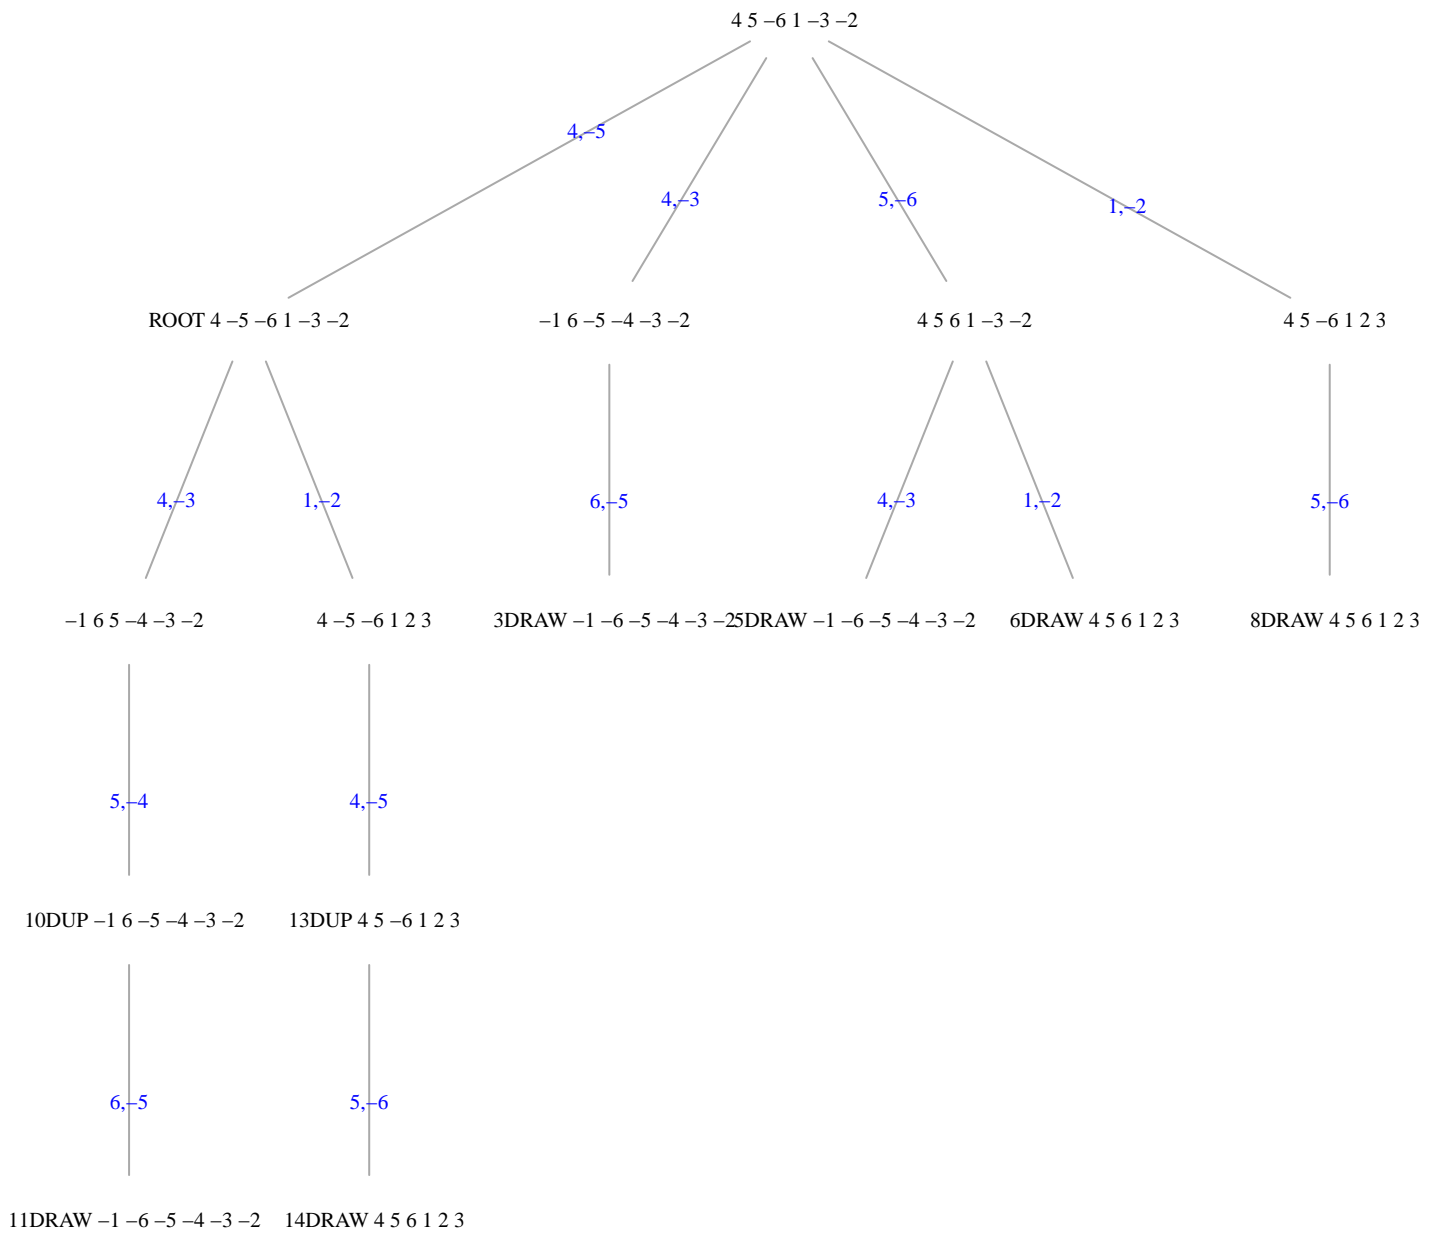 4 5 –6 1 –3 –2
4,–5
4,–3
5,–6
1,–2
ROOT 4 –5 –6 1 –3 –2
–1 6 –5 –4 –3 –2
4 5 6 1 –3 –2
4 5 –6 1 2 3
4,–3
1,–2
6,–5
4,–3
1,–2
5,–6
–1 6 5 –4 –3 –2
4 –5 –6 1 2 3
3DRAW –1 –6 –5 –4 –3 –2
5DRAW –1 –6 –5 –4 –3 –2
6DRAW 4 5 6 1 2 3
8DRAW 4 5 6 1 2 3
5,–4
4,–5
10DUP –1 6 –5 –4 –3 –2
13DUP 4 5 –6 1 2 3
6,–5
5,–6
11DRAW –1 –6 –5 –4 –3 –2
14DRAW 4 5 6 1 2 3